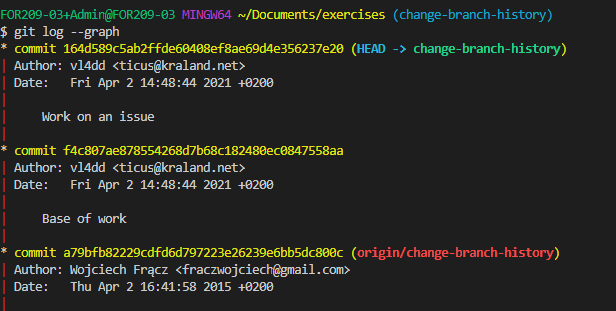 FOR209-03+Admin@FOR209-03 MINGW64 ~/Documents/exercises (change-branch-history)
$ git log --graph
* commit 164d589c5ab2ffde60408ef8ae69d4e356237e20 (HEAD -> change-branch-history)
| Author: vl4dd <ticus@kraland.net>
| Date:   Fri Apr 2 14:48:44 2021 +0200
|
|     Work on an issue
|
* commit f4c807ae878554268d7b68c182480ec0847558aa
| Author: vl4dd <ticus@kraland.net>
| Date:   Fri Apr 2 14:48:44 2021 +0200
|
|     Base of work
|
* commit a79bfb82229cdfd6d797223e26239e6bb5dc800c (origin/change-branch-history)
| Author: Wojciech Frącz <fraczwojciech@gmail.com>
| Date:   Thu Apr 2 16:41:58 2015 +0200
|